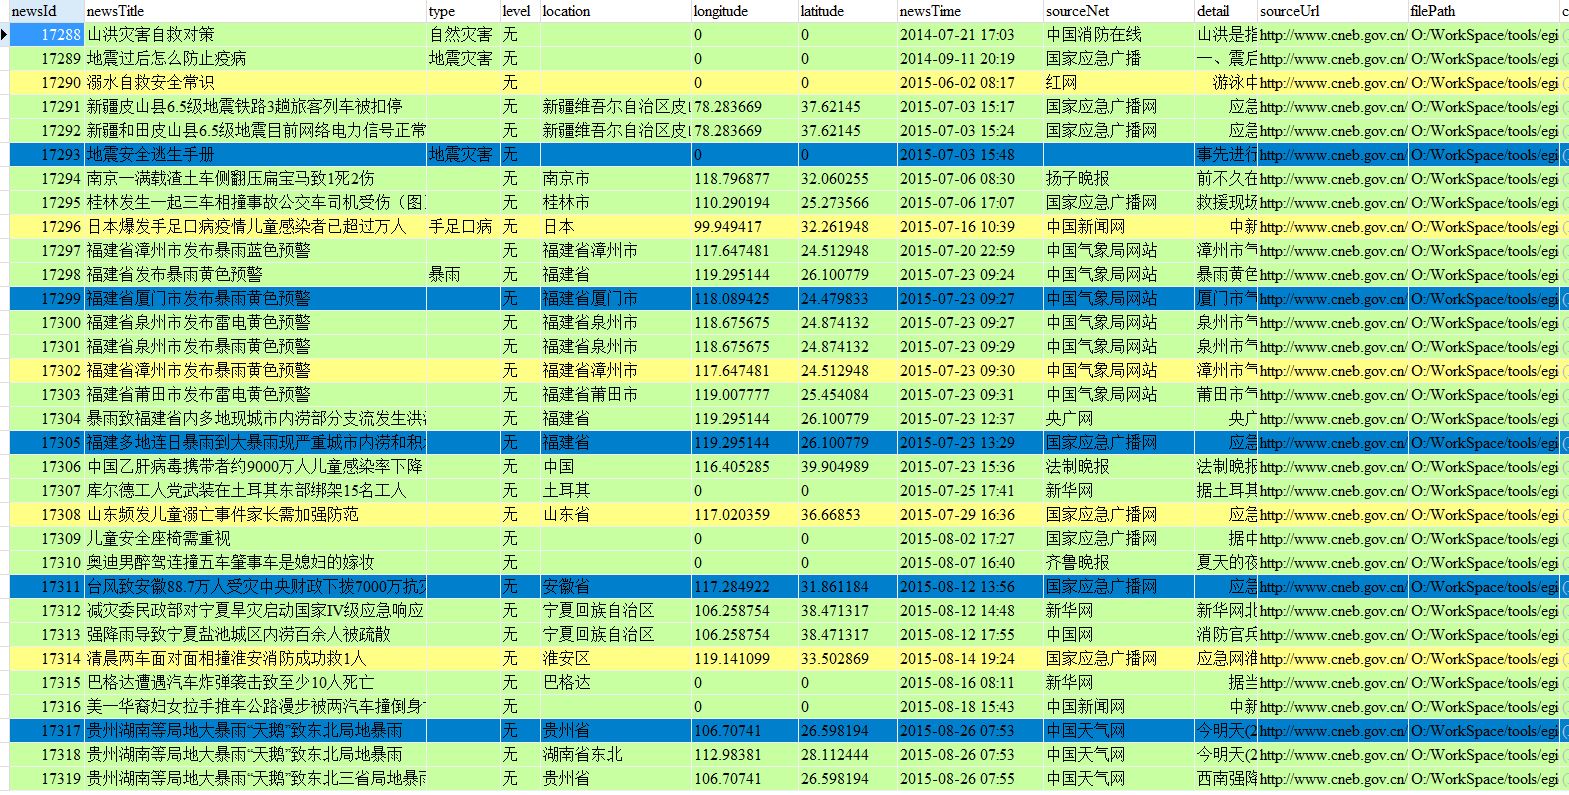 newsId newsTitle type level location longitude latitude newsTime sourceNet detail sourceUrl filePath c
17288 山洪灾害自救对策 自然灾害 无 0 0 2014-07-21 17:03 中国消防在线 山洪是指 http://www.cneb.gov.cn/ O:/WorkSpace/tools/egi
17289 地震过后怎么防止疫病 地震灾害 无 0 0 2014-09-11 20:19 国家应急广播 一、震后 http://www.cneb.gov.cn/ O:/WorkSpace/tools/egi
17290 溺水自救安全常识 无 0 0 2015-06-02 08:17 红网 游泳中 http://www.cneb.gov.cn/ O:/WorkSpace/tools/egi
17291 新疆皮山县6.5级地震铁路3趟旅客列车被扣停 无 新疆维吾尔自治区皮 78.283669 37.62145 2015-07-03 15:17 国家应急广播网 应急 http://www.cneb.gov.cn/ O:/WorkSpace/tools/egi
17292 新疆和田皮山县6.5级地震目前网络电力信号正常 无 新疆维吾尔自治区皮 78.283669 37.62145 2015-07-03 15:24 国家应急广播网 应急 http://www.cneb.gov.cn/ O:/WorkSpace/tools/egi
17293 地震安全逃生手册 地震灾害 无 0 0 2015-07-03 15:48 事先进行 http://www.cneb.gov.cn/ O:/WorkSpace/tools/egi
17294 南京一满载渣土车侧翻压扁宝马致1死2伤 无 南京市 118.796877 32.060255 2015-07-06 08:30 扬子晚报 前不久在 http://www.cneb.gov.cn/ O:/WorkSpace/tools/egi
17295 桂林发生一起三车相撞事故公交车司机受伤（图 无 桂林市 110.290194 25.273566 2015-07-06 17:07 国家应急广播网 救援现场 http://www.cneb.gov.cn/ O:/WorkSpace/tools/egi
17296 日本爆发手足口病疫情儿童感染者已超过万人 手足口病 无 日本 99.949417 32.261948 2015-07-16 10:39 中国新闻网 中新 http://www.cneb.gov.cn/ O:/WorkSpace/tools/egi
17297 福建省漳州市发布暴雨蓝色预警 无 福建省漳州市 117.647481 24.512948 2015-07-20 22:59 中国气象局网站 漳州市气 http://www.cneb.gov.cn/ O:/WorkSpace/tools/egi
17298 福建省发布暴雨黄色预警 暴雨 无 福建省 119.295144 26.100779 2015-07-23 09:24 中国气象局网站 暴雨黄色 http://www.cneb.gov.cn/ O:/WorkSpace/tools/egi
17299 福建省厦门市发布暴雨黄色预警 无 福建省厦门市 118.089425 24.479833 2015-07-23 09:27 中国气象局网站 厦门市气 http://www.cneb.gov.cn/ O:/WorkSpace/tools/egi
17300 福建省泉州市发布雷电黄色预警 无 福建省泉州市 118.675675 24.874132 2015-07-23 09:27 中国气象局网站 泉州市气 http://www.cneb.gov.cn/ O:/WorkSpace/tools/egi
17301 福建省泉州市发布暴雨黄色预警 无 福建省泉州市 118.675675 24.874132 2015-07-23 09:29 中国气象局网站 泉州市气 http://www.cneb.gov.cn/ O:/WorkSpace/tools/egi
17302 福建省漳州市发布暴雨黄色预警 无 福建省漳州市 117.647481 24.512948 2015-07-23 09:30 中国气象局网站 漳州市气 http://www.cneb.gov.cn/ O:/WorkSpace/tools/egi
17303 福建省莆田市发布雷电黄色预警 无 福建省莆田市 119.007777 25.454084 2015-07-23 09:31 中国气象局网站 莆田市气 http://www.cneb.gov.cn/ O:/WorkSpace/tools/egi
17304 暴雨致福建省内多地现城市内涝部分支流发生洪 无 福建省 119.295144 26.100779 2015-07-23 12:37 央广网 央广 http://www.cneb.gov.cn/ O:/WorkSpace/tools/egi
17305 福建多地连日暴雨到大暴雨现严重城市内涝和积 无 福建省 119.295144 26.100779 2015-07-23 13:29 国家应急广播网 应急 http://www.cneb.gov.cn/ O:/WorkSpace/tools/egi
17306 中国乙肝病毒携带者约9000万人儿童感染率下降 无 中国 116.405285 39.904989 2015-07-23 15:36 法制晚报 法制晚报 http://www.cneb.gov.cn/ O:/WorkSpace/tools/egi
17307 库尔德工人党武装在土耳其东部绑架15名工人 无 土耳其 0 0 2015-07-25 17:41 新华网 据土耳其 http://www.cneb.gov.cn/ O:/WorkSpace/tools/egi
17308 山东频发儿童溺亡事件家长需加强防范 无 山东省 117.020359 36.66853 2015-07-29 16:36 国家应急广播网 应急 http://www.cneb.gov.cn/ O:/WorkSpace/tools/egi
17309 儿童安全座椅需重视 无 0 0 2015-08-02 17:27 国家应急广播网 据中 http://www.cneb.gov.cn/ O:/WorkSpace/tools/egi
17310 奥迪男醉驾连撞五车肇事车是媳妇的嫁妆 无 0 0 2015-08-07 16:40 齐鲁晚报 夏天的夜 http://www.cneb.gov.cn/ O:/WorkSpace/tools/egi
17311 台风致安徽88.7万人受灾中央财政下拨7000万抗灾 无 安徽省 117.284922 31.861184 2015-08-12 13:56 国家应急广播网 应急 http://www.cneb.gov.cn/ O:/WorkSpace/tools/egi
17312 减灾委民政部对宁夏旱灾启动国家IV级应急响应 无 宁夏回族自治区 106.258754 38.471317 2015-08-12 14:48 新华网 新华网北 http://www.cneb.gov.cn/ O:/WorkSpace/tools/egi
17313 强降雨导致宁夏盐池城区内涝百余人被疏散 无 宁夏回族自治区 106.258754 38.471317 2015-08-12 17:55 中国网 消防官兵 http://www.cneb.gov.cn/ O:/WorkSpace/tools/egi
17314 清晨两车面对面相撞淮安消防成功救1人 无 淮安区 119.141099 33.502869 2015-08-14 19:24 国家应急广播网 应急网淮 http://www.cneb.gov.cn/ O:/WorkSpace/tools/egi
17315 巴格达遭遇汽车炸弹袭击致至少10人死亡 无 巴格达 0 0 2015-08-16 08:11 新华网 据当 http://www.cneb.gov.cn/ O:/WorkSpace/tools/egi
17316 美一华裔妇女拉手推车公路漫步被两汽车撞倒身 无 0 0 2015-08-18 15:43 中国新闻网 中新 http://www.cneb.gov.cn/ O:/WorkSpace/tools/egi
17317 贵州湖南等局地大暴雨“天鹅”致东北局地暴雨 无 贵州省 106.70741 26.598194 2015-08-26 07:53 中国天气网 今明天(2 http://www.cneb.gov.cn/ O:/WorkSpace/tools/egi
17318 贵州湖南等局地大暴雨“天鹅”致东北局地暴雨 无 湖南省东北 112.98381 28.112444 2015-08-26 07:53 中国天气网 今明天(2 http://www.cneb.gov.cn/ O:/WorkSpace/tools/egi
17319 贵州湖南等局地大暴雨“天鹅”致东北三省局地暴雨 无 贵州省 106.70741 26.598194 2015-08-26 07:55 中国天气网 西南强降 http://www.cneb.gov.cn/ O:/WorkSpace/tools/egi